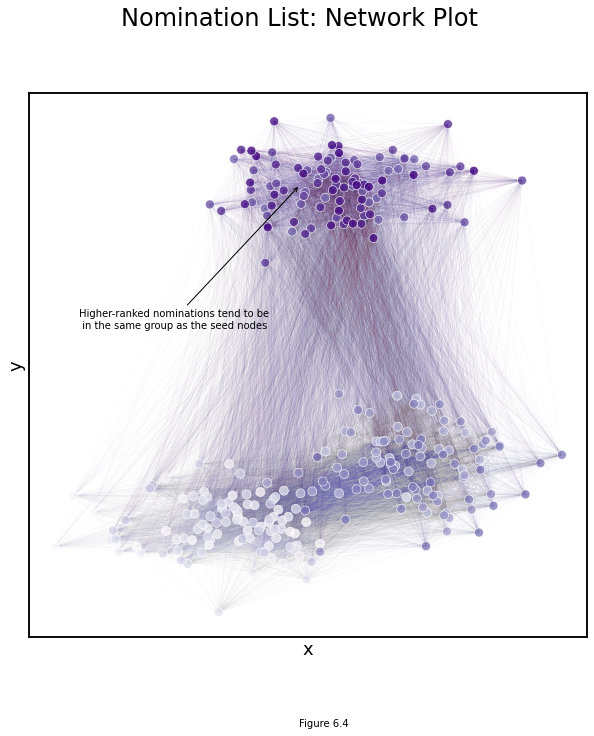 Nomination List: Network Plot
Higher-ranked nominations tend to be
in the same group as the seed nodes
y
x
Figure 6.4